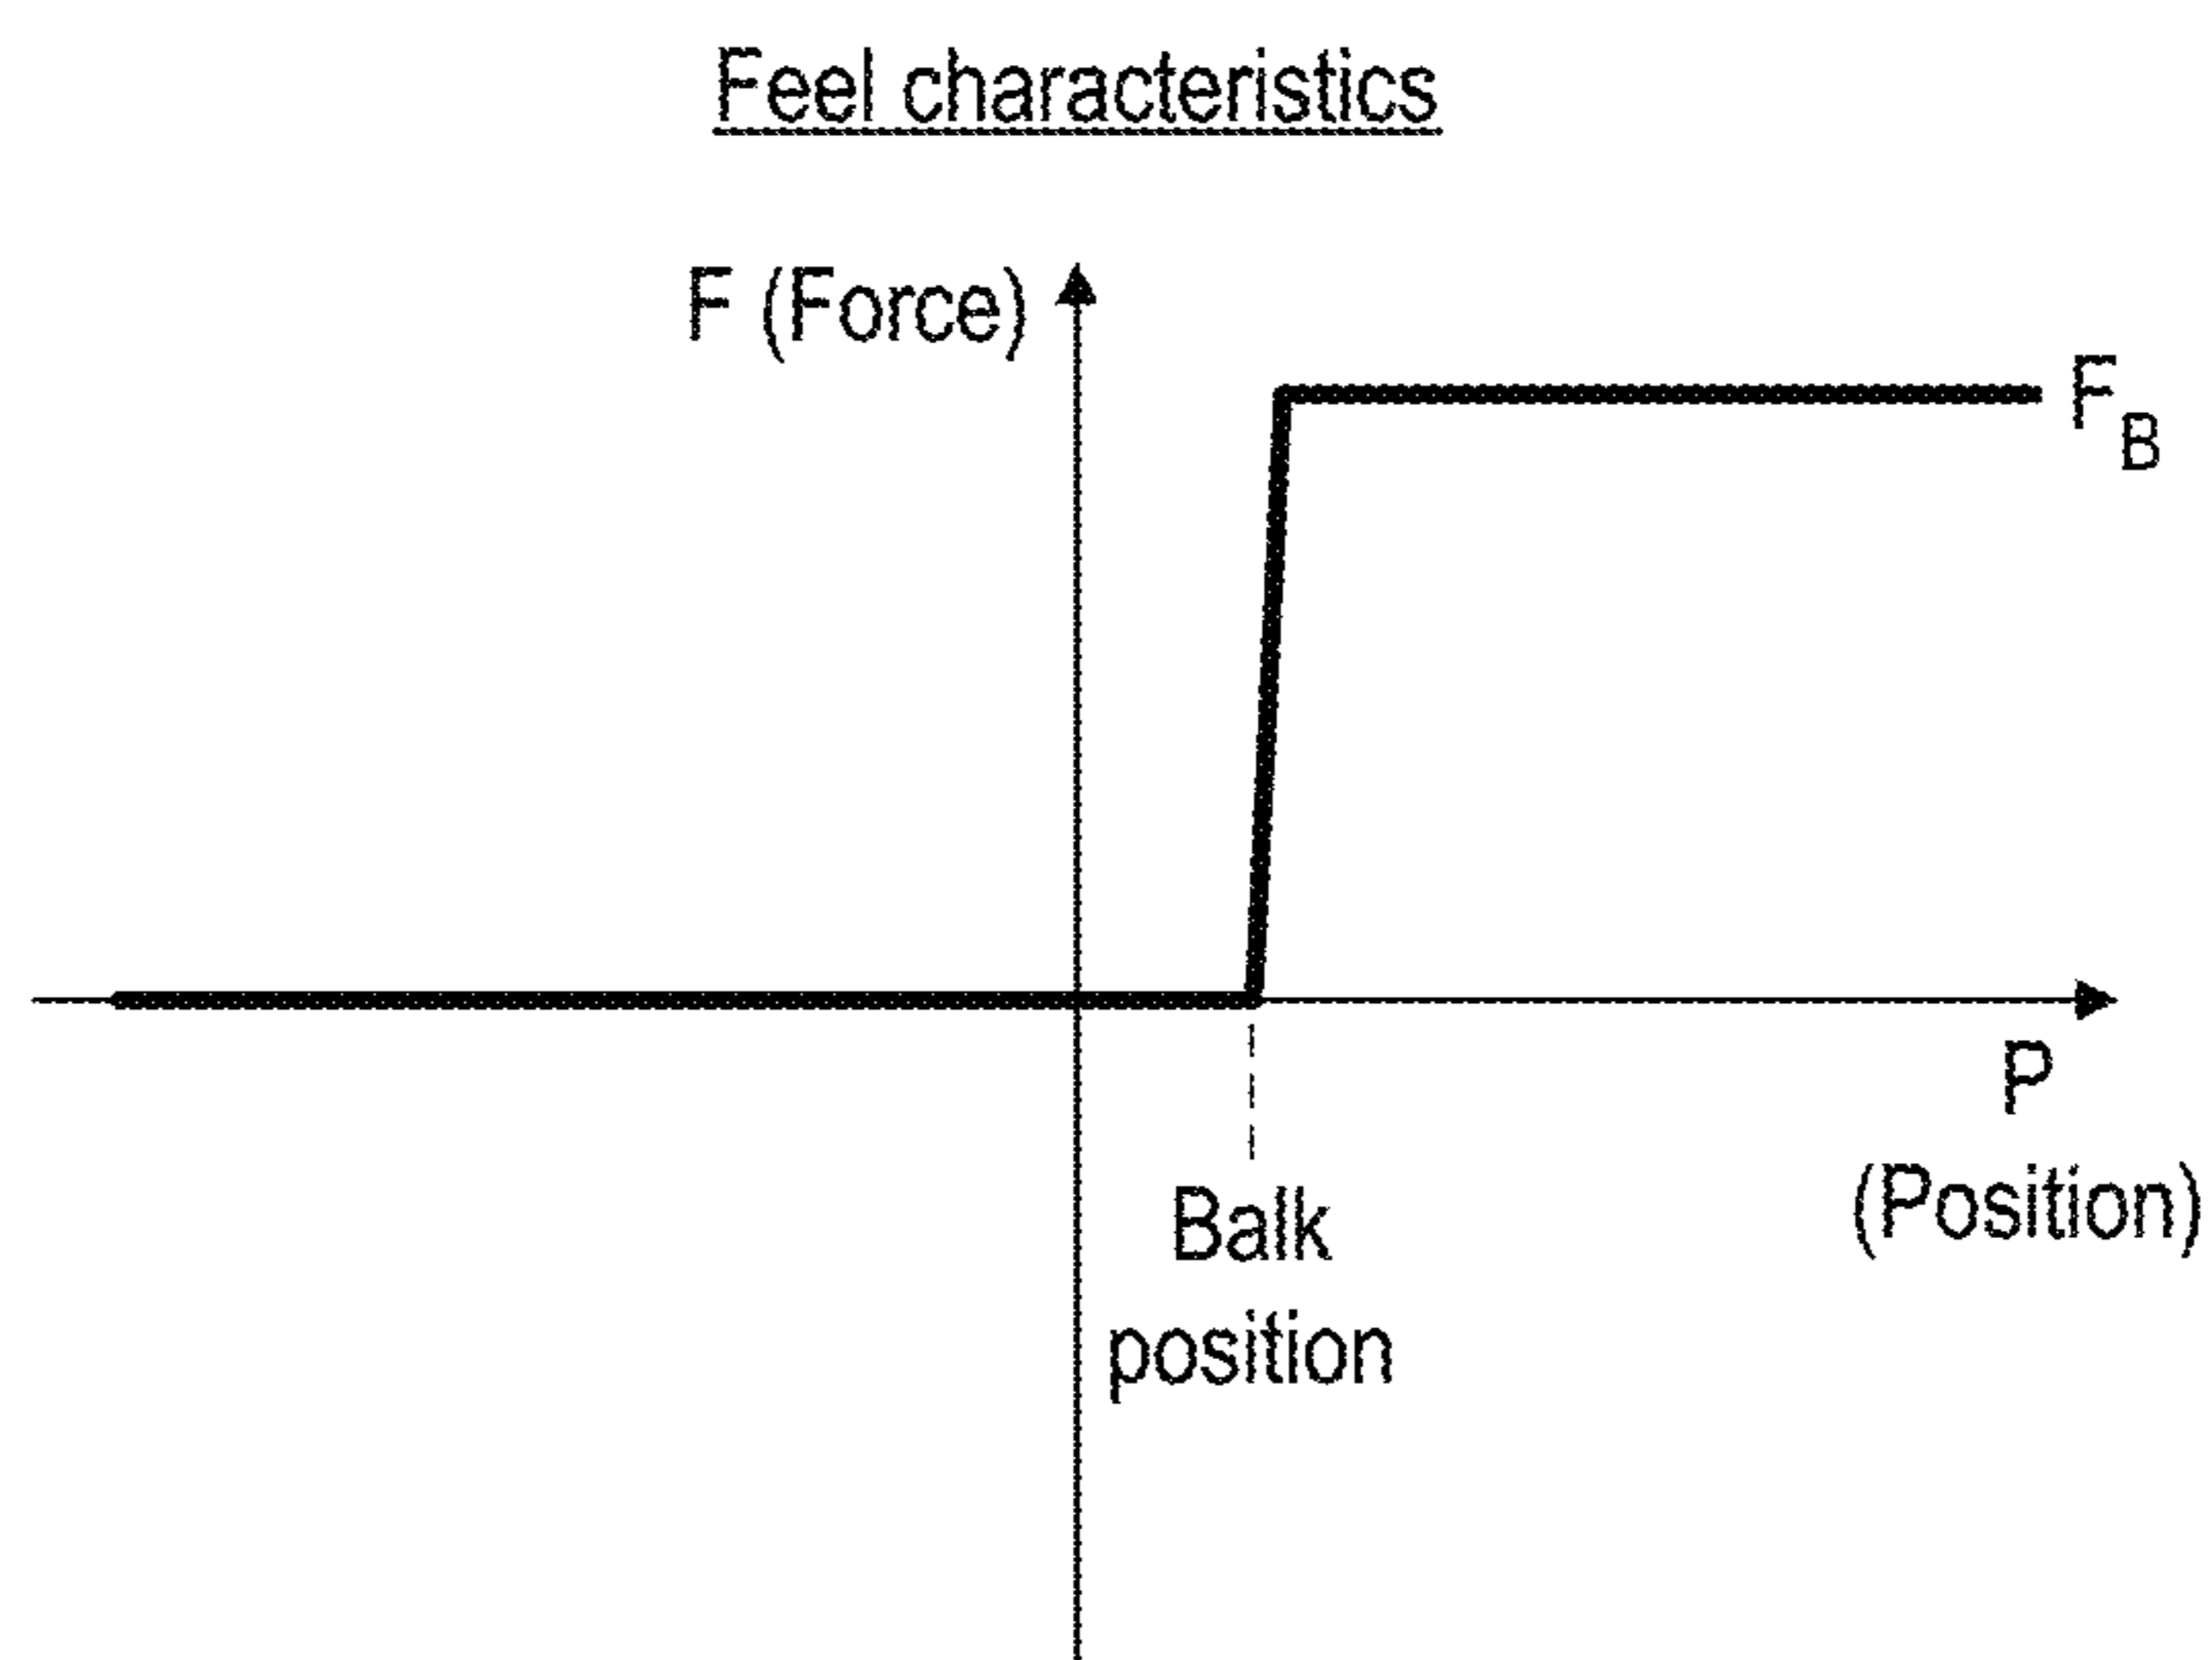 Feel characteristics
F (Force)
F_B
P
(Position)
Balk
position